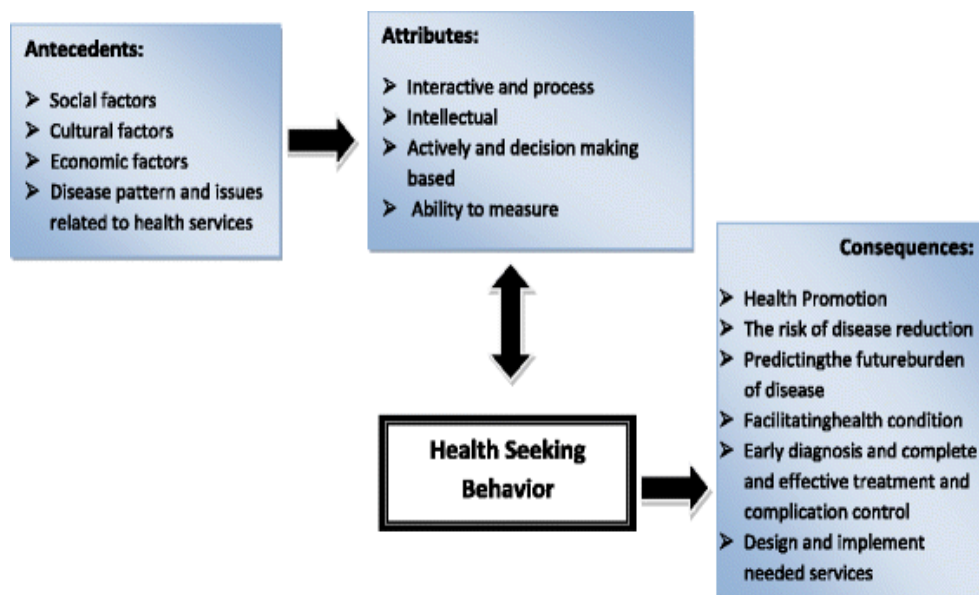 Antecedents:
➤ Social factors
➤ Cultural factors
➤ Economic factors
➤ Disease pattern and issues
related to health services
Attributes:
➤ Interactive and process
➤ Intellectual
➤ Actively and decision making
based
➤ Ability to measure
Health Seeking
Behavior
Consequences:
➤ Health Promotion
➤ The risk of disease reduction
➤ Predictingthe futureburden
of disease
➤ Facilitatinghealth condition
➤ Early diagnosis and complete
and effective treatment and
complication control
➤ Design and implement
needed services